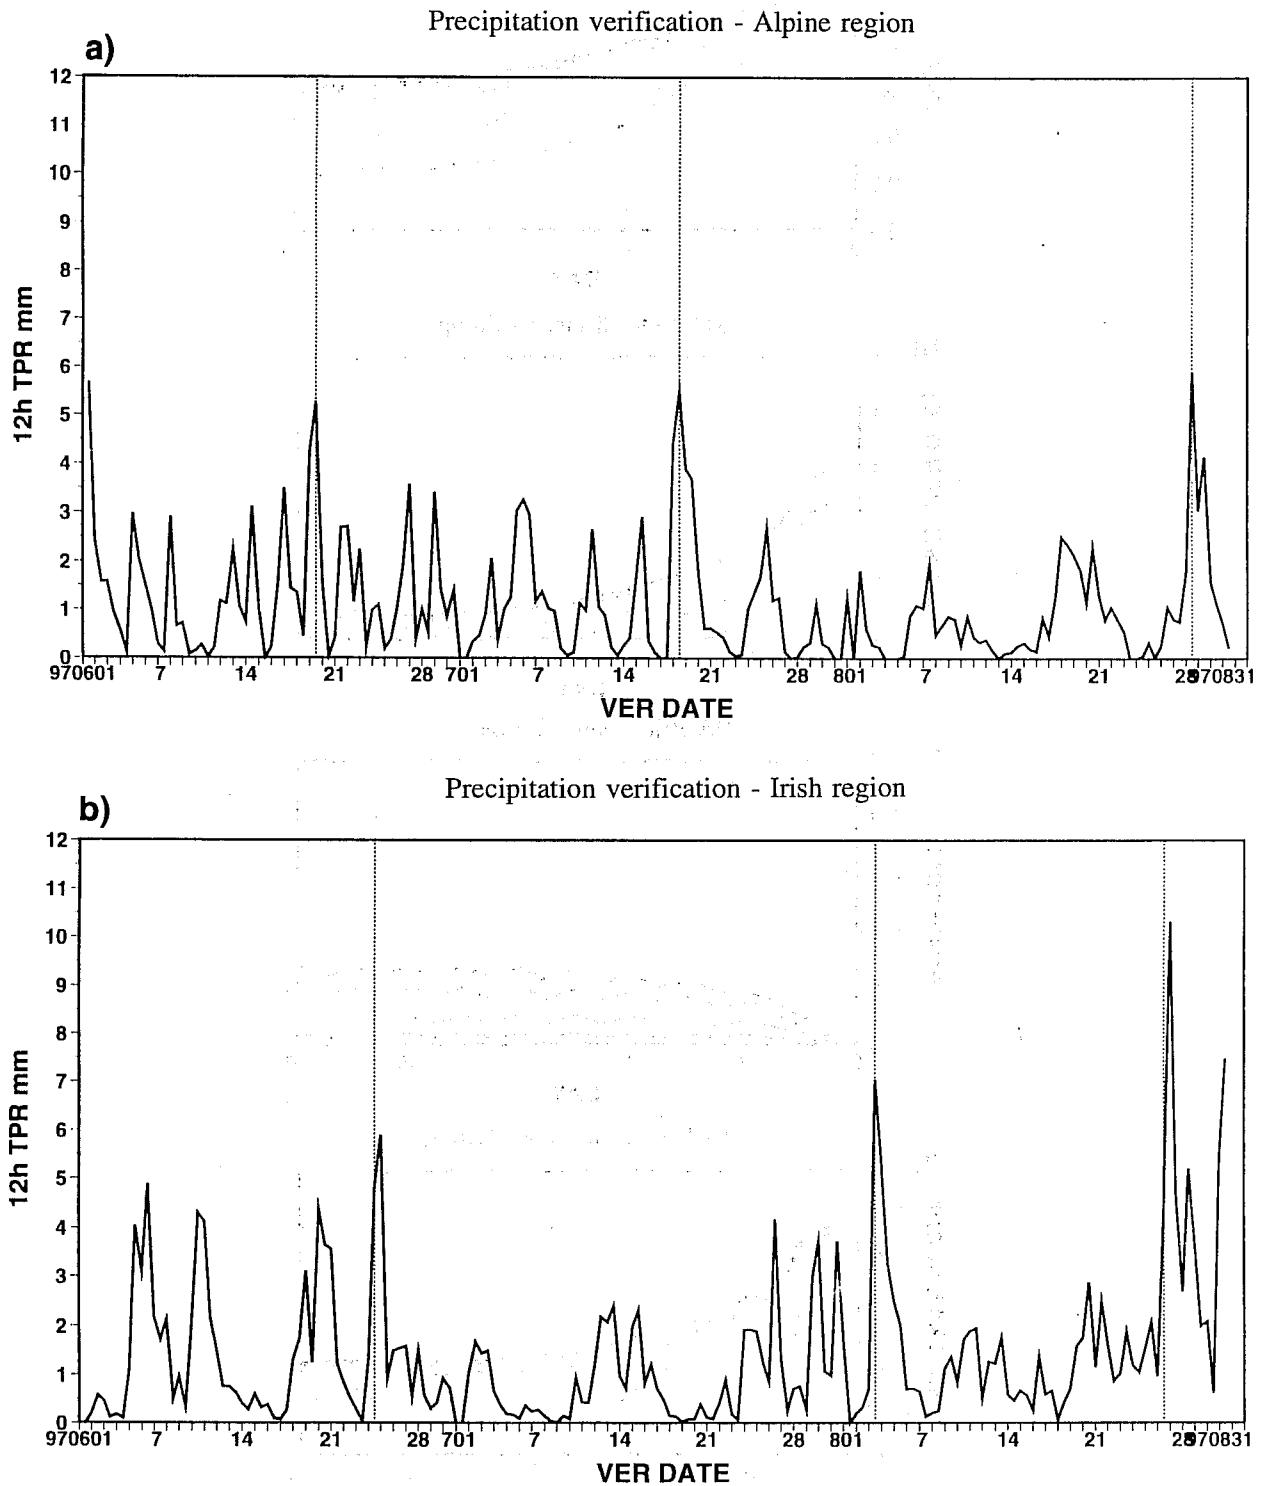 Precipitation verification - Alpine region
a)
12
11
10
9
8
7
6
5
4
3
2
1
0
12h TPR mm
970601 7 14 21 28 701 7 14 21 28 801 7 14 21 28 970831
VER DATE
Precipitation verification - Irish region
b)
12
11
10
9
8
7
6
5
4
3
2
1
0
12h TPR mm
970601 7 14 21 28 701 7 14 21 28 801 7 14 21 28 970831
VER DATE